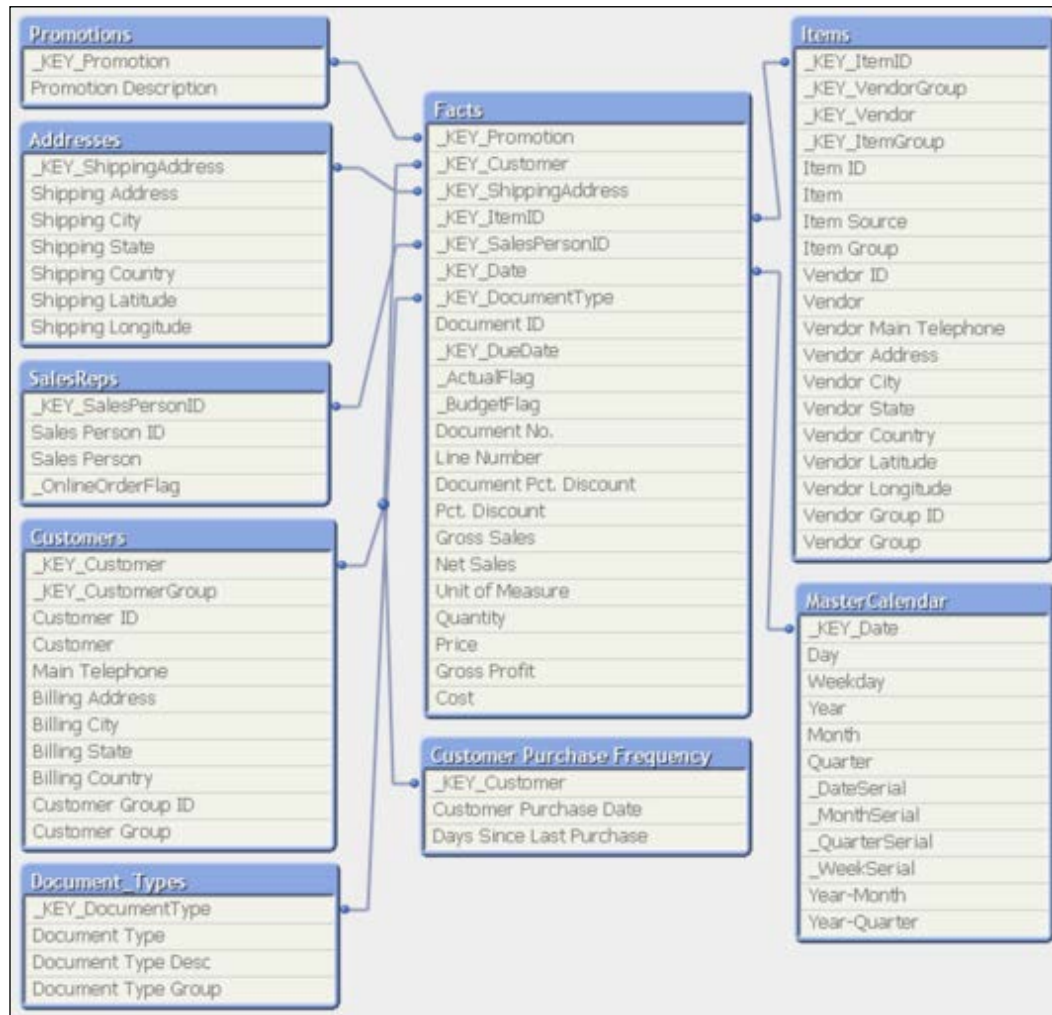 Promotions
_KEY_Promotion
Promotion Description
Addresses
_KEY_ShippingAddress
Shipping Address
Shipping City
Shipping State
Shipping Country
Shipping Latitude
Shipping Longitude
SalesReps
_KEY_SalesPersonID
Sales Person ID
Sales Person
_OnlineOrderFlag
Customers
_KEY_Customer
_KEY_CustomerGroup
Customer ID
Customer
Main Telephone
Billing Address
Billing City
Billing State
Billing Country
Customer Group ID
Customer Group
Document_Types
_KEY_DocumentType
Document Type
Document Type Desc
Document Type Group
Facts
_KEY_Promotion
_KEY_Customer
_KEY_ShippingAddress
_KEY_ItemID
_KEY_SalesPersonID
_KEY_Date
_KEY_DocumentType
Document ID
_KEY_DueDate
_ActualFlag
_BudgetFlag
Document No.
Line Number
Document Pct. Discount
Pct. Discount
Gross Sales
Net Sales
Unit of Measure
Quantity
Price
Gross Profit
Cost
Customer Purchase Frequency
_KEY_Customer
Customer Purchase Date
Days Since Last Purchase
Items
_KEY_ItemID
_KEY_VendorGroup
_KEY_Vendor
_KEY_ItemGroup
Item ID
Item
Item Source
Item Group
Vendor ID
Vendor
Vendor Main Telephone
Vendor Address
Vendor City
Vendor State
Vendor Country
Vendor Latitude
Vendor Longitude
Vendor Group ID
Vendor Group
MasterCalendar
_KEY_Date
Day
Weekday
Year
Month
Quarter
_DateSerial
_MonthSerial
_QuarterSerial
_WeekSerial
Year-Month
Year-Quarter